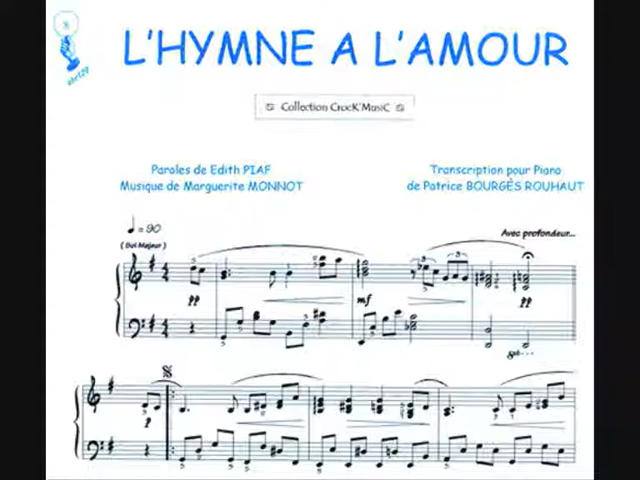 L'HYMNE A L'AMOUR
Collection CrocK'MusiC
Paroles de Edith PIAF
Musique de Marguerite MONNOT
Transcription pour Piano
de Patrice BOURGÈS ROUHAUT
= 90
(Sol Majeur)
Avec profondeur...
pp
mf
pp
8va---
p